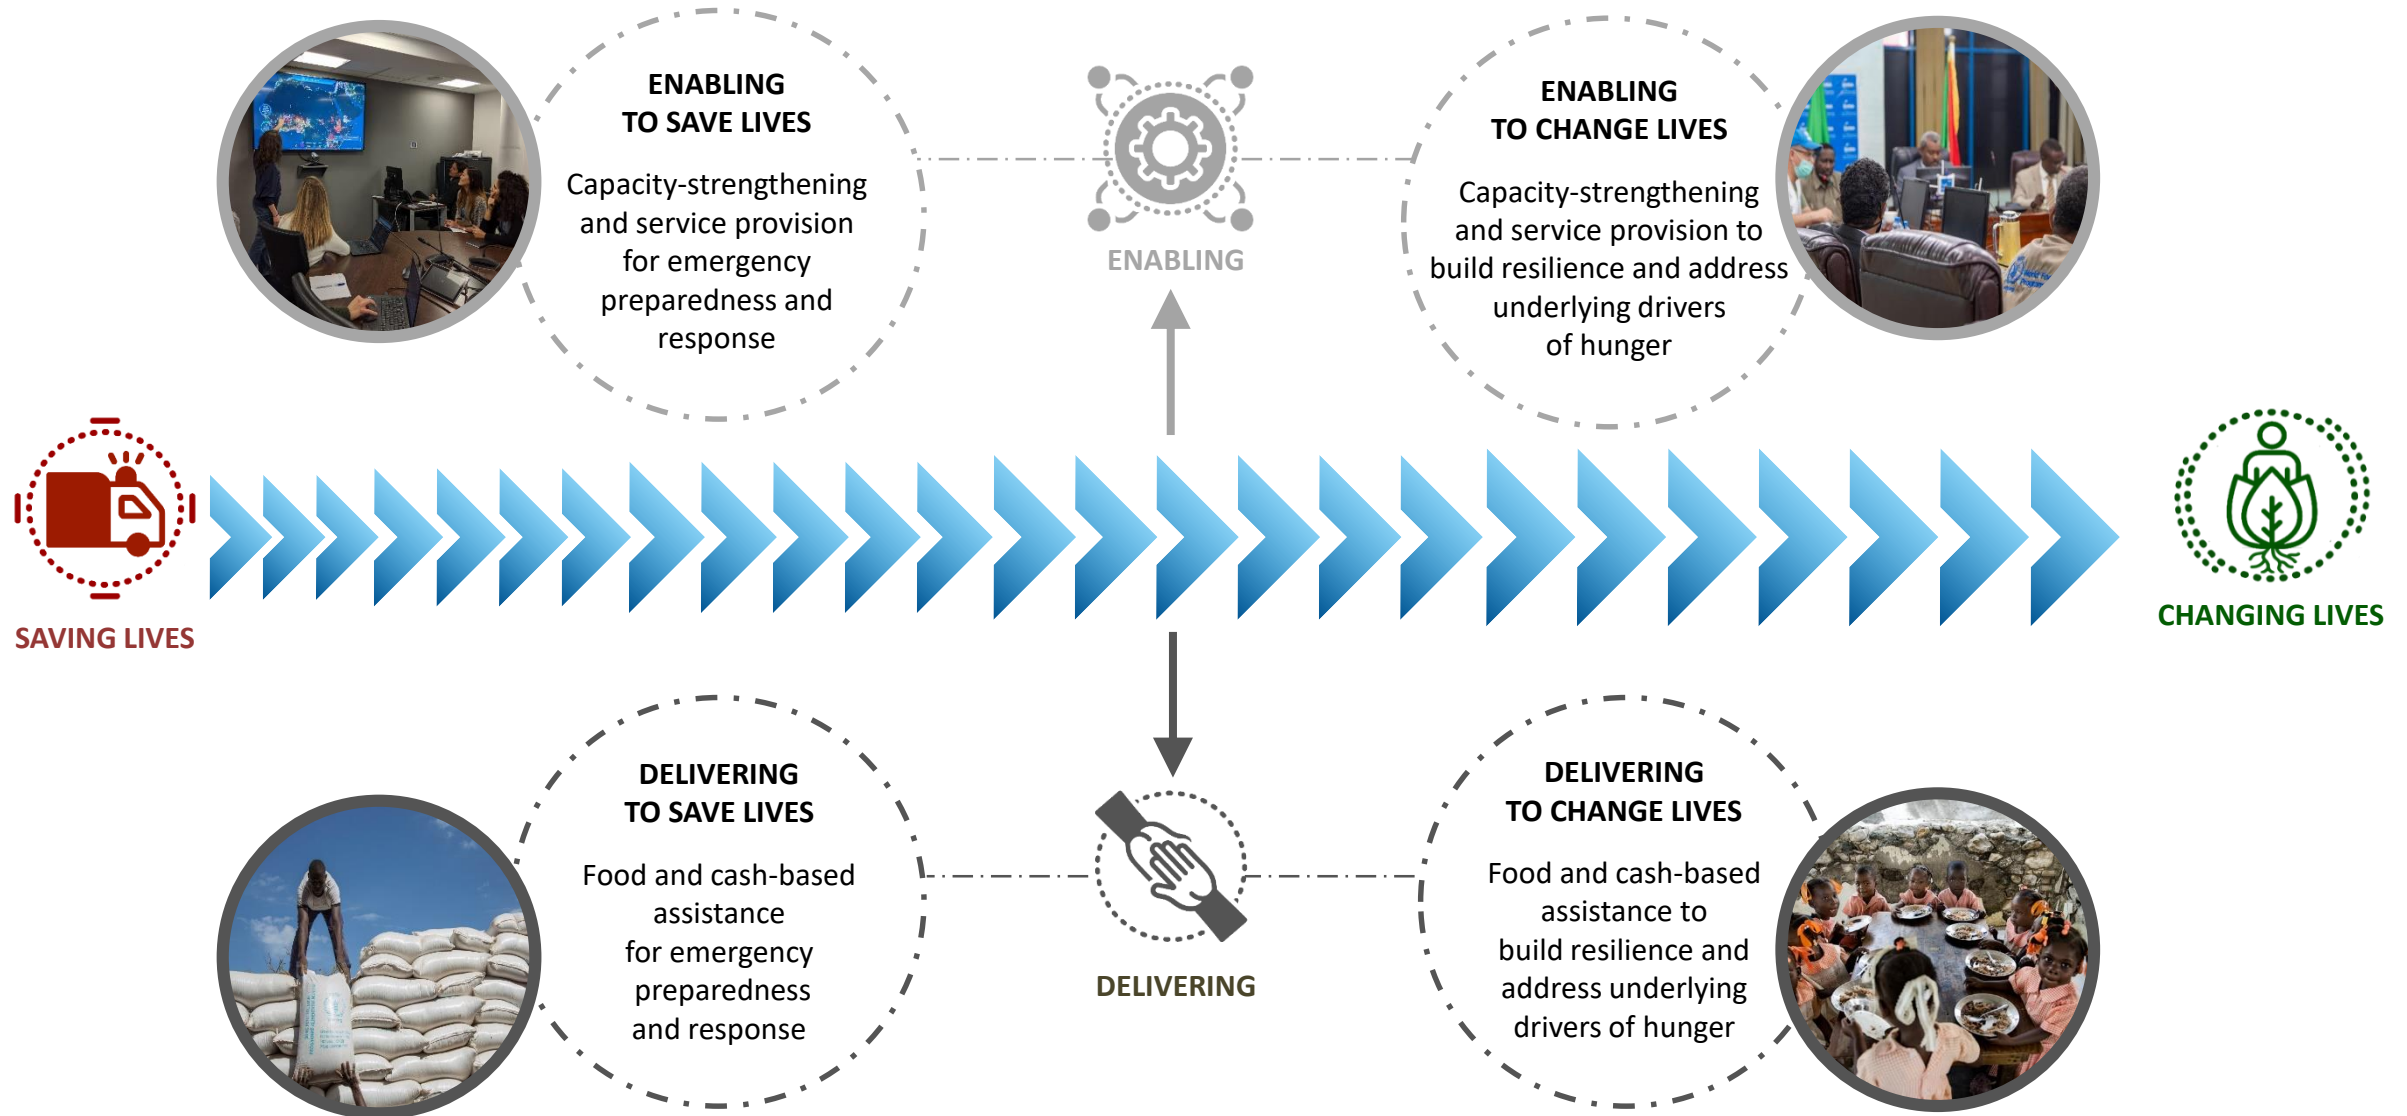 ENABLING
TO SAVE LIVES
Capacity-strengthening
and service provision
for emergency
preparedness and
response
ENABLING
ENABLING
TO CHANGE LIVES
Capacity-strengthening
and service provision to
build resilience and address
underlying drivers
of hunger
SAVING LIVES
CHANGING LIVES
DELIVERING
TO SAVE LIVES
Food and cash-based
assistance
for emergency
preparedness
and response
DELIVERING
DELIVERING
TO CHANGE LIVES
Food and cash-based
assistance to
build resilience and
address underlying
drivers of hunger